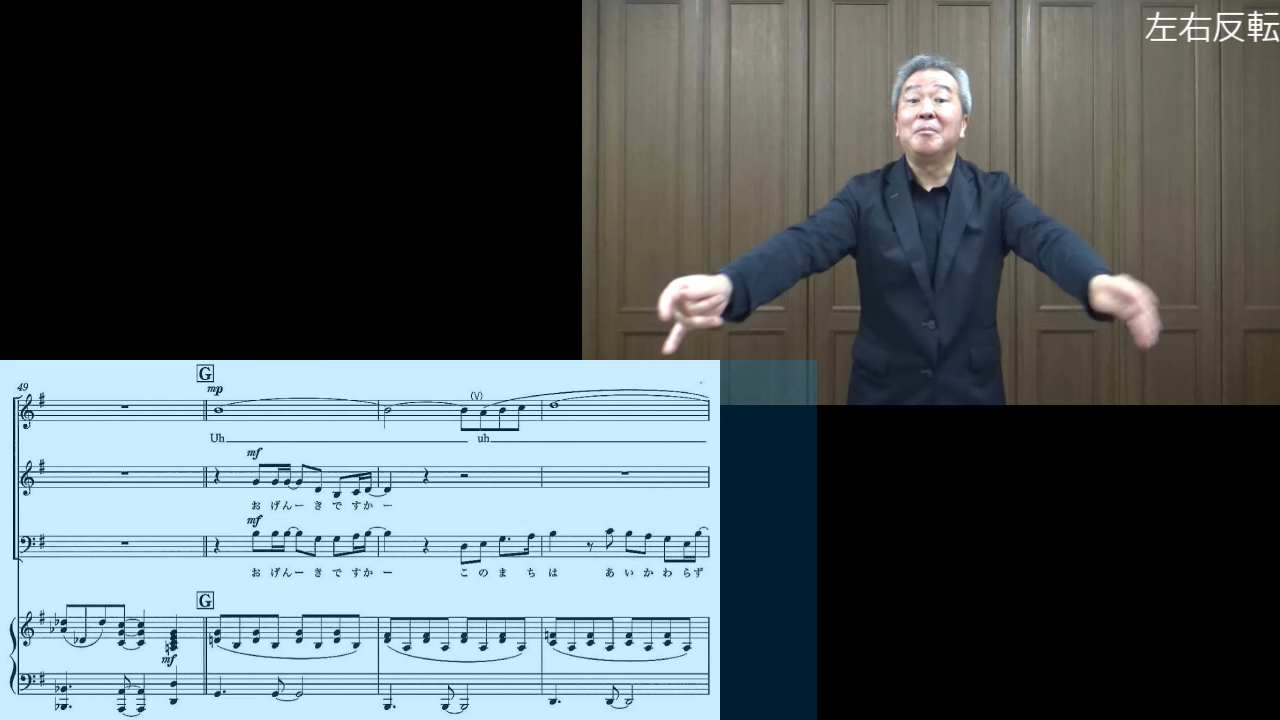 左右反転
49
G
mp
(V)
Uh uh
mf
お げんー き で すか ー
mf
お げんー き で すか ー こ の ま ち は あ い か わ ら ず
G
mf